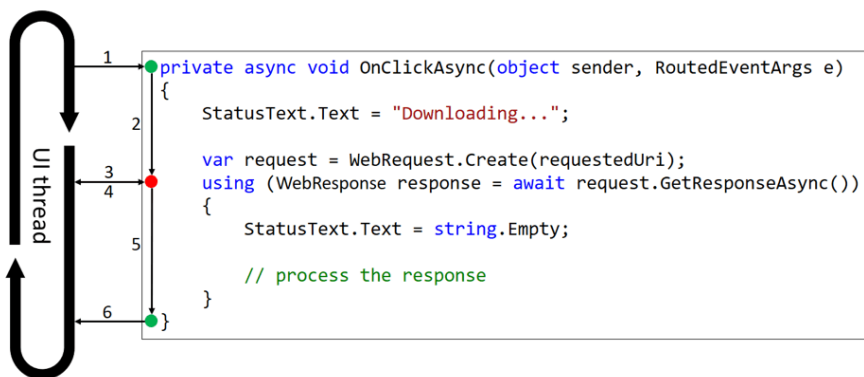 1
private async void OnClickAsync(object sender, RoutedEventArgs e)
{
2
StatusText.Text = "Downloading...";
var request = WebRequest.Create(requestedUri);
3
using (WebResponse response = await request.GetResponseAsync())
4
{
UI thread
5
StatusText.Text = string.Empty;
// process the response
}
6
}